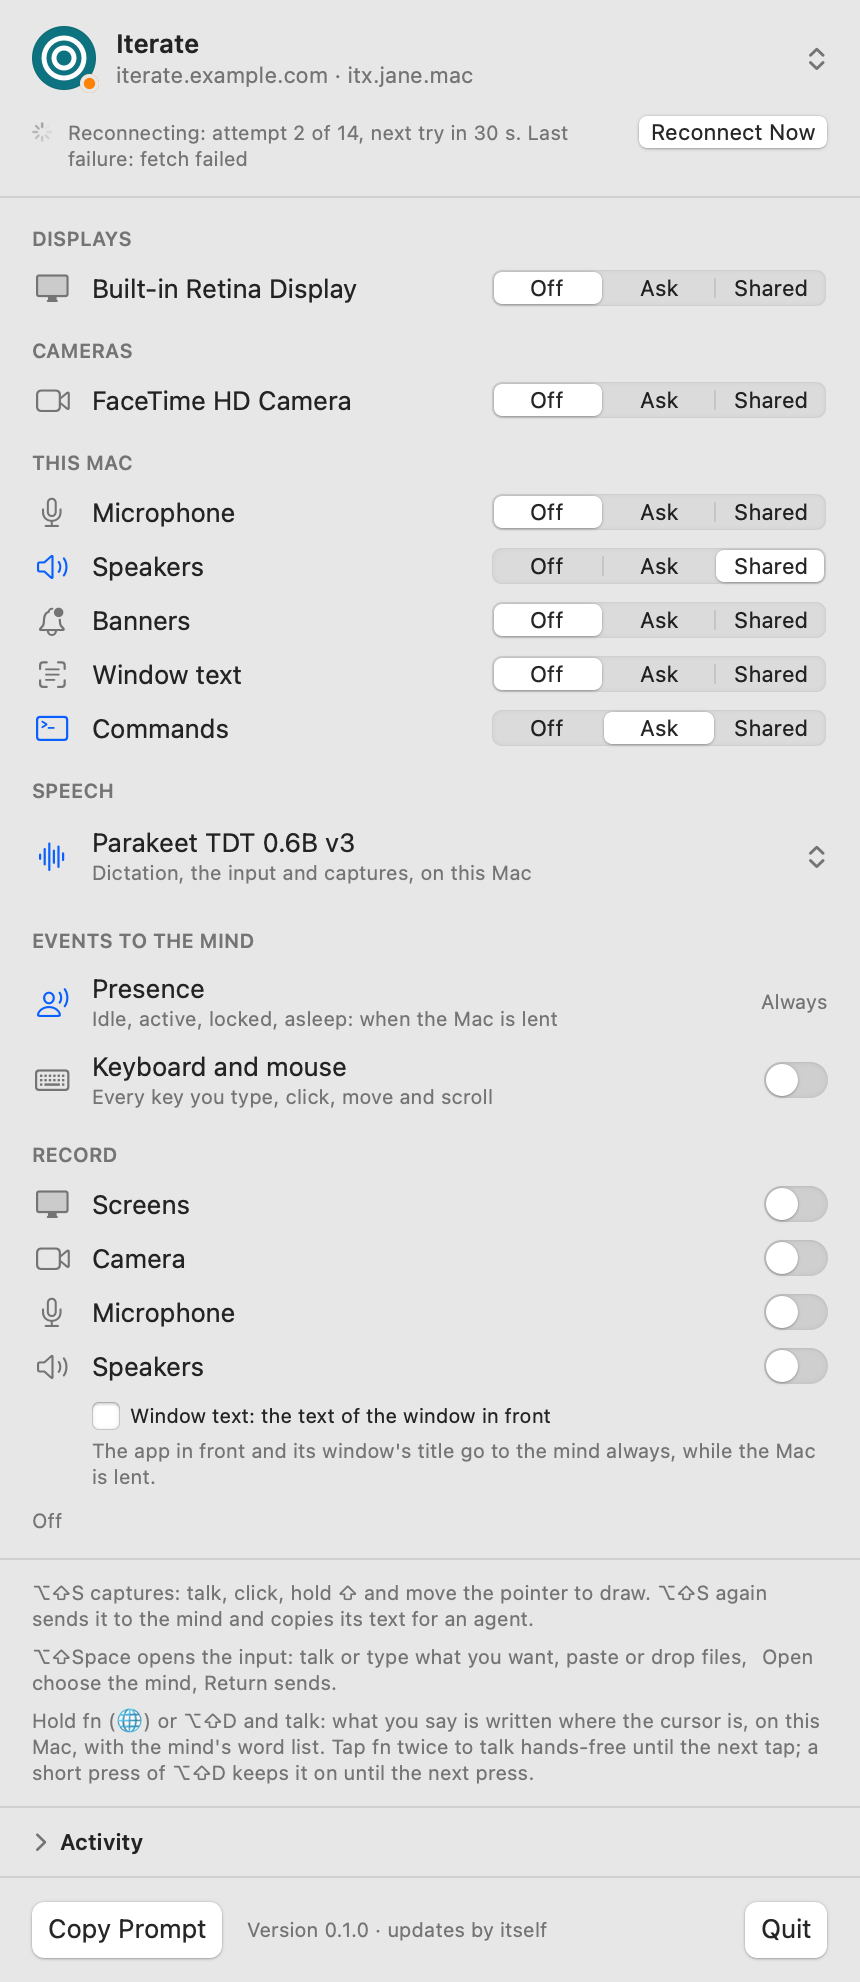 Iterate
iterate.example.com · itx.jane.mac
Reconnecting: attempt 2 of 14, next try in 30 s. Last
failure: fetch failed
Reconnect Now
DISPLAYS
Built-in Retina Display Off Ask Shared
CAMERAS
FaceTime HD Camera Off Ask Shared
THIS MAC
Microphone Off Ask Shared
Speakers Off Ask Shared
Banners Off Ask Shared
Window text Off Ask Shared
Commands Off Ask Shared
SPEECH
Parakeet TDT 0.6B v3
Dictation, the input and captures, on this Mac
EVENTS TO THE MIND
Presence
Idle, active, locked, asleep: when the Mac is lent
Always
Keyboard and mouse
Every key you type, click, move and scroll
RECORD
Screens
Camera
Microphone
Speakers
Window text: the text of the window in front
The app in front and its window's title go to the mind always, while the Mac
is lent.
Off
⌥⇧S captures: talk, click, hold ⇧ and move the pointer to draw. ⌥⇧S again
sends it to the mind and copies its text for an agent.
⌥⇧Space opens the input: talk or type what you want, paste or drop files,
choose the mind, Return sends.
Open
Hold fn (🌐) or ⌥⇧D and talk: what you say is written where the cursor is, on this
Mac, with the mind's word list. Tap fn twice to talk hands-free until the next tap; a
short press of ⌥⇧D keeps it on until the next press.
Activity
Copy Prompt Version 0.1.0 · updates by itself Quit